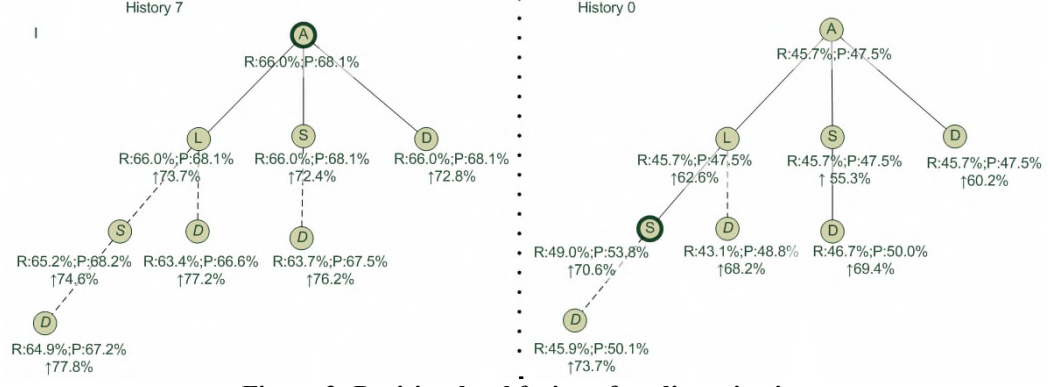 History 7
History 0
I
A
R:66.0%;P:68.1%
L
S
D
R:66.0%;P:68.1%
↑73.7%
R:66.0%;P:68.1%
↑72.4%
R:66.0%;P:68.1%
↑72.8%
S
D
D
R:65.2%;P:68.2%
↑74.6%
R:63.4%;P:66.6%
↑77.2%
R:63.7%;P:67.5%
↑76.2%
D
R:64.9%;P:67.2%
↑77.8%
A
R:45.7%;P:47.5%
L
S
D
R:45.7%;P:47.5%
↑62.6%
R:45.7%;P:47.5%
↑ 55.3%
R:45.7%;P:47.5%
↑60.2%
S
D
D
R:49.0%;P:53.8%
↑70.6%
R:43.1%;P:48.8%
↑68.2%
R:46.7%;P:50.0%
↑69.4%
D
R:45.9%;P:50.1%
↑73.7%